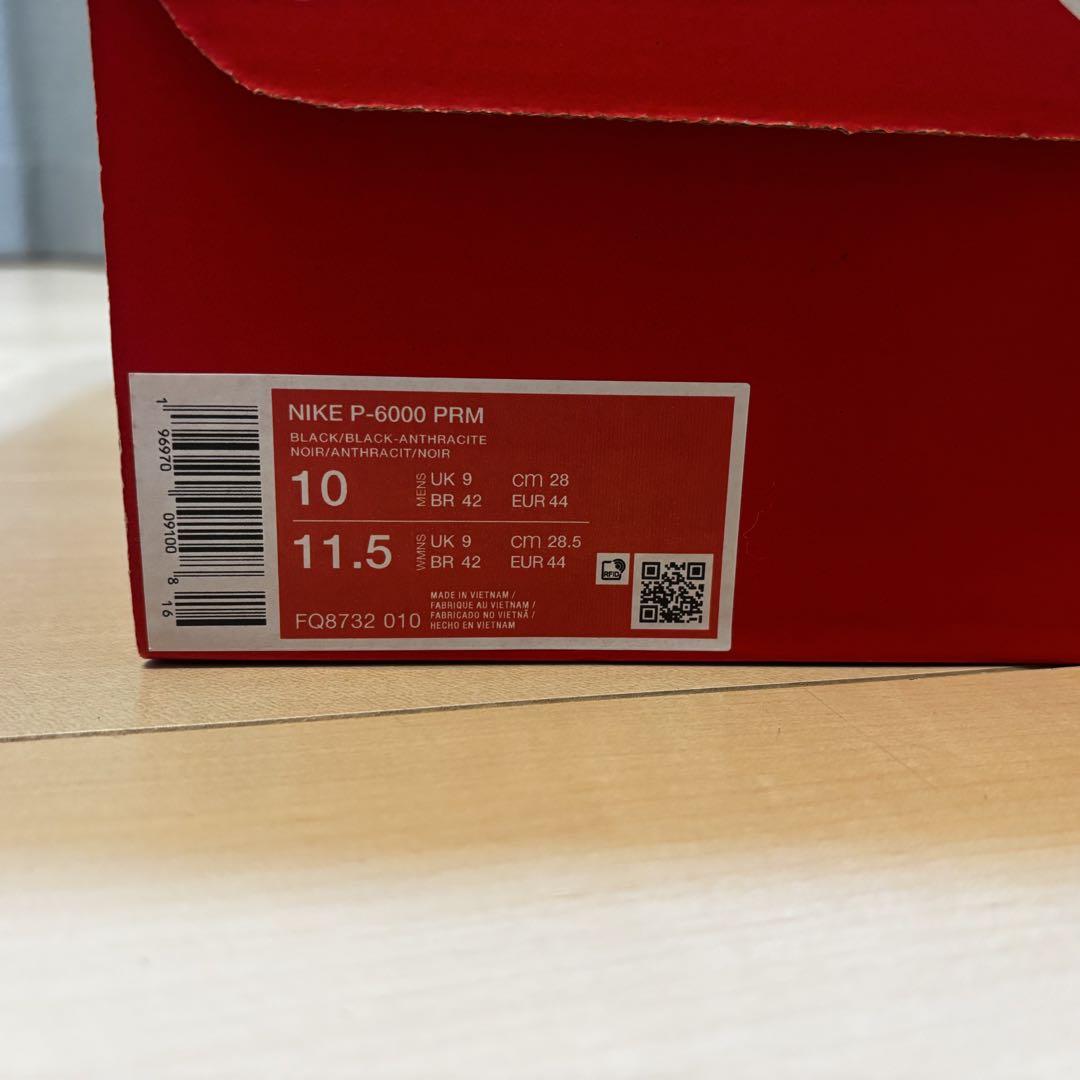 NIKE P-6000 PRM
BLACK/BLACK-ANTHRACITE
NOIR/ANTHRACIT/NOIR
10 MENS UK 9 cm 28
BR 42 EUR 44
11.5 WMNS UK 9 cm 28.5
BR 42 EUR 44
RFID
FQ8732 010
MADE IN VIETNAM /
FABRIQUE AU VIETNAM /
FABRICADO NO VIETNÃ /
HECHO EN VIETNAM
1 96970 09100 8 16